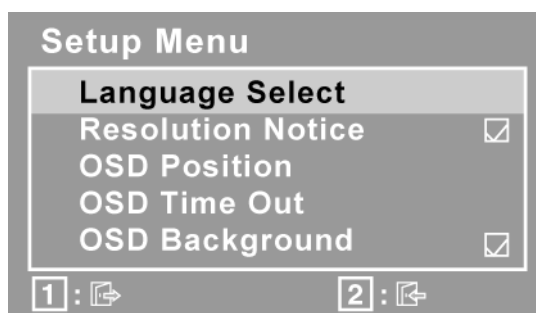 Setup Menu
Language Select
Resolution Notice
OSD Position
OSD Time Out
OSD Background
1 : 2 :